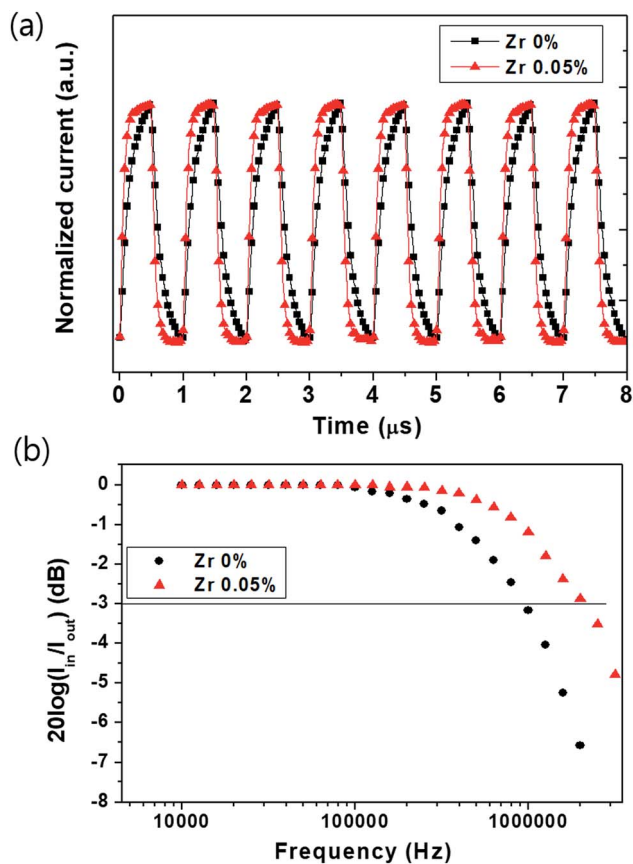 (a)
Zr 0%
Zr 0.05%
Normalized current (a.u.)
0 1 2 3 4 5 6 7 8
Time (μs)
(b)
0
-1
-2
-3
-4
-5
-6
-7
-8
Zr 0%
Zr 0.05%
20log(I_in/I_out) (dB)
10000 100000 1000000
Frequency (Hz)